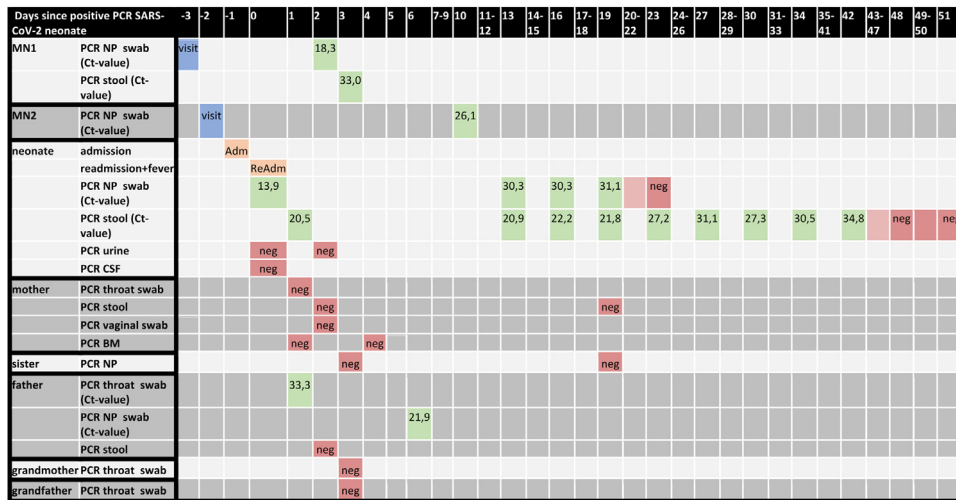 Days since positive PCR SARS-CoV-2 neonate -3 -2 -1 0 1 2 3 4 5 6 7-9 10 11-12 13 14-15 16 17-18 19 20-22 23 24-26 27 28-29 30 31-33 34 35-41 42 43-47 48 49-50 51
MN1 PCR NP swab (Ct-value) visit 18,3
PCR stool (Ct-value) 33,0
MN2 PCR NP swab (Ct-value) visit 26,1
neonate admission Adm
readmission+fever ReAdm
PCR NP swab (Ct-value) 13,9 30,3 30,3 31,1 neg
PCR stool (Ct-value) 20,5 20,9 22,2 21,8 27,2 31,1 27,3 30,5 34,8 neg neg
PCR urine neg neg
PCR CSF neg
mother PCR throat swab neg
PCR stool neg neg
PCR vaginal swab neg
PCR BM neg neg
sister PCR NP neg neg
father PCR throat swab (Ct-value) 33,3
PCR NP swab (Ct-value) 21,9
PCR stool neg
grandmother PCR throat swab neg
grandfather PCR throat swab neg